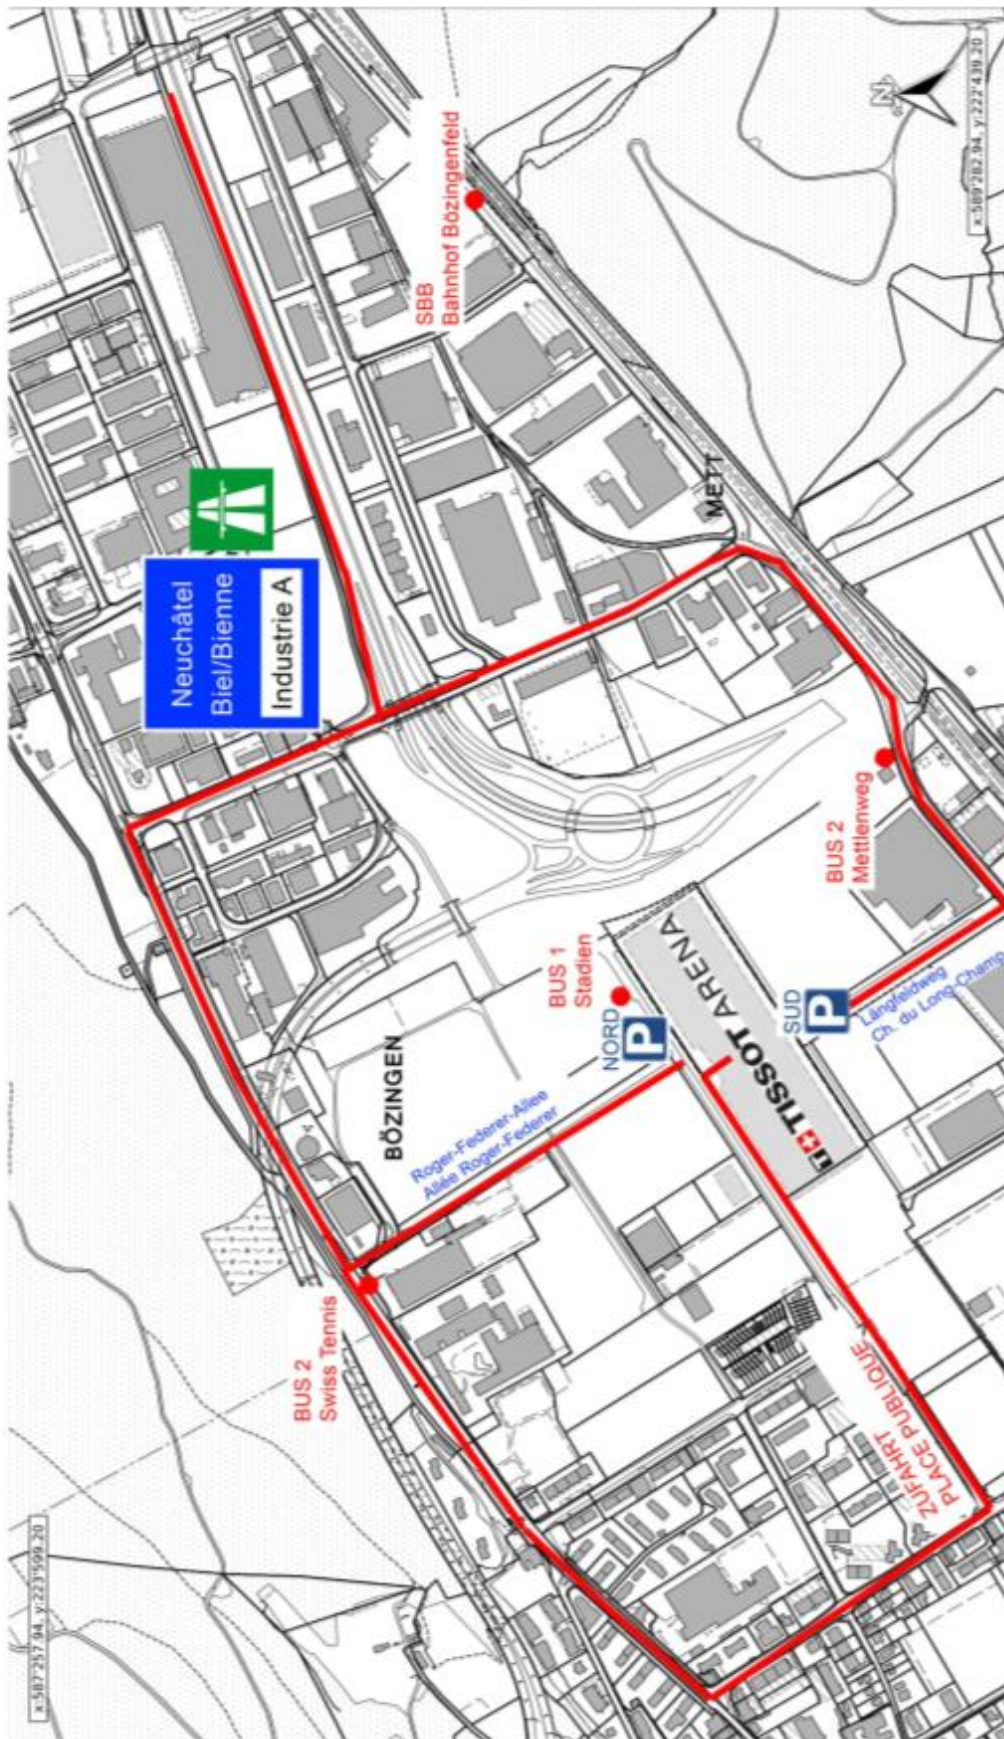 x:587'257.94, y:223'599.20
Neuchâtel
Biel/Bienne
Industrie A
SBB
Bahnhof Bözingenfeld
N
x:589'282.94, y:222'439.20
METT
BUS 2
Swiss Tennis
BÖZINGEN
Roger-Federer-Allee
Allée Roger-Federer
BUS 1
Stadien
NORD
P
TISSOT ARENA
SUD
P
BUS 2
Mettlenweg
Längfeldweg
Ch. du Long-Champ
ZUFAHRT
PLACE PUBLIQUE